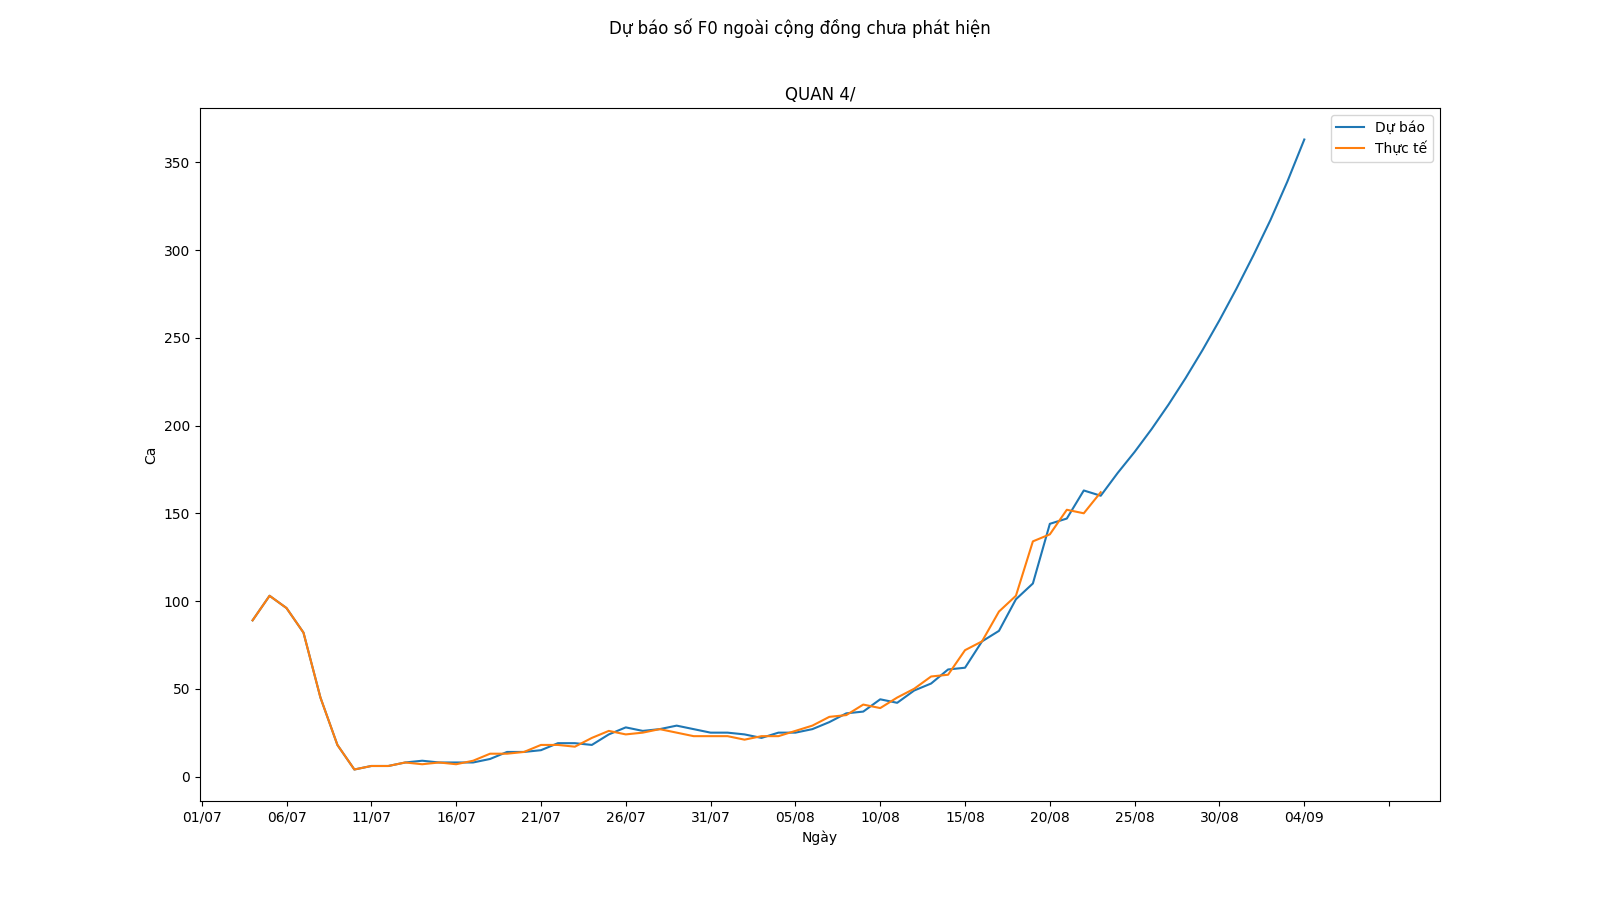 Dự báo số F0 ngoài cộng đồng chưa phát hiện
QUAN 4/
Dự báo
Thực tế
350
300
250
200
150
100
50
0
Ca
01/07 06/07 11/07 16/07 21/07 26/07 31/07 05/08 10/08 15/08 20/08 25/08 30/08 04/09
Ngày